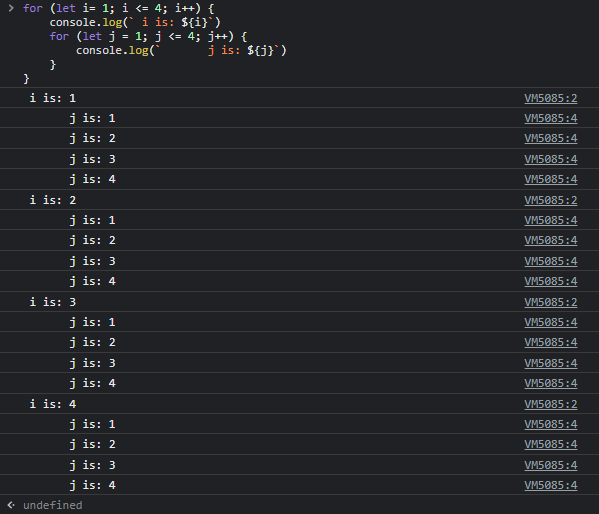 > for (let i= 1; i <= 4; i++) {
    console.log(` i is: ${i}`)
    for (let j = 1; j <= 4; j++) {
        console.log(`       j is: ${j}`)
    }
}
 i is: 1 VM5085:2
       j is: 1 VM5085:4
       j is: 2 VM5085:4
       j is: 3 VM5085:4
       j is: 4 VM5085:4
 i is: 2 VM5085:2
       j is: 1 VM5085:4
       j is: 2 VM5085:4
       j is: 3 VM5085:4
       j is: 4 VM5085:4
 i is: 3 VM5085:2
       j is: 1 VM5085:4
       j is: 2 VM5085:4
       j is: 3 VM5085:4
       j is: 4 VM5085:4
 i is: 4 VM5085:2
       j is: 1 VM5085:4
       j is: 2 VM5085:4
       j is: 3 VM5085:4
       j is: 4 VM5085:4
undefined